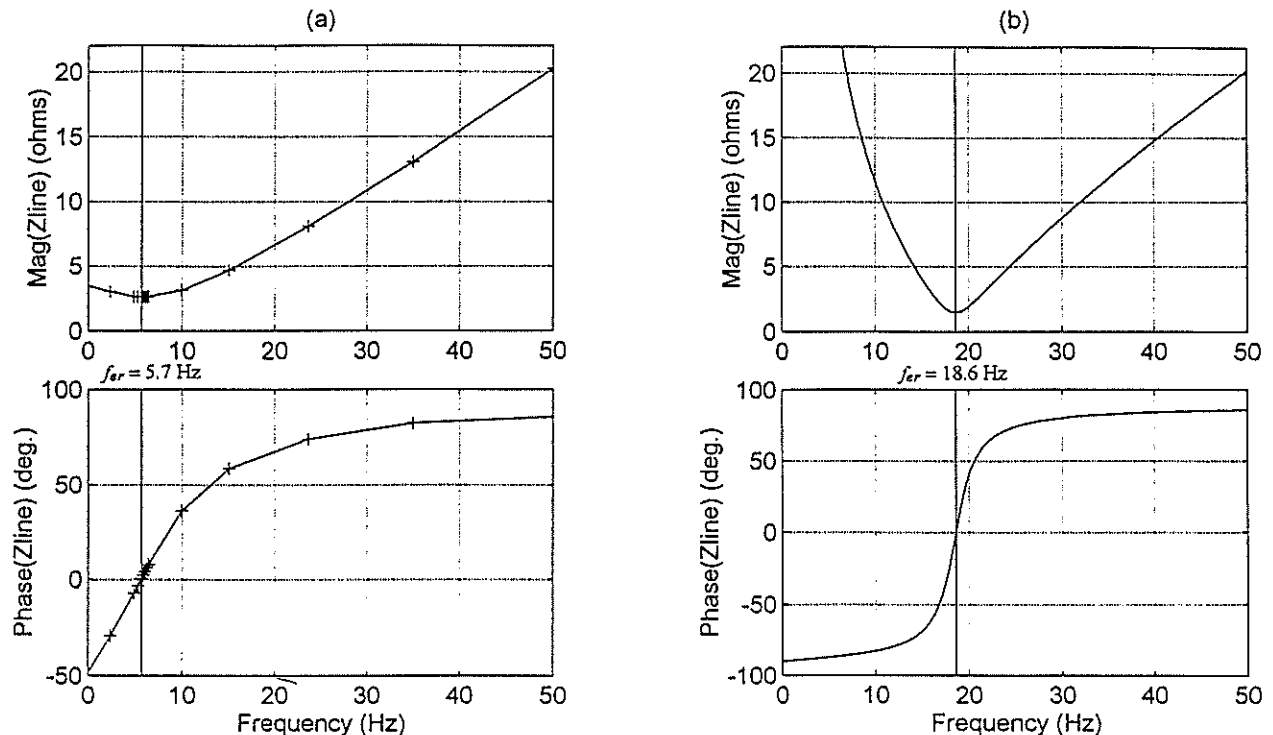 (a)
Mag(Zline) (ohms)
20
15
10
5
0
0 10 20 30 40 50
fer = 5.7 Hz
Phase(Zline) (deg.)
100
50
0
-50
0 10 20 30 40 50
Frequency (Hz)
(b)
Mag(Zline) (ohms)
20
15
10
5
0
0 10 20 30 40 50
fer = 18.6 Hz
Phase(Zline) (deg.)
100
50
0
-50
-100
0 10 20 30 40 50
Frequency (Hz)